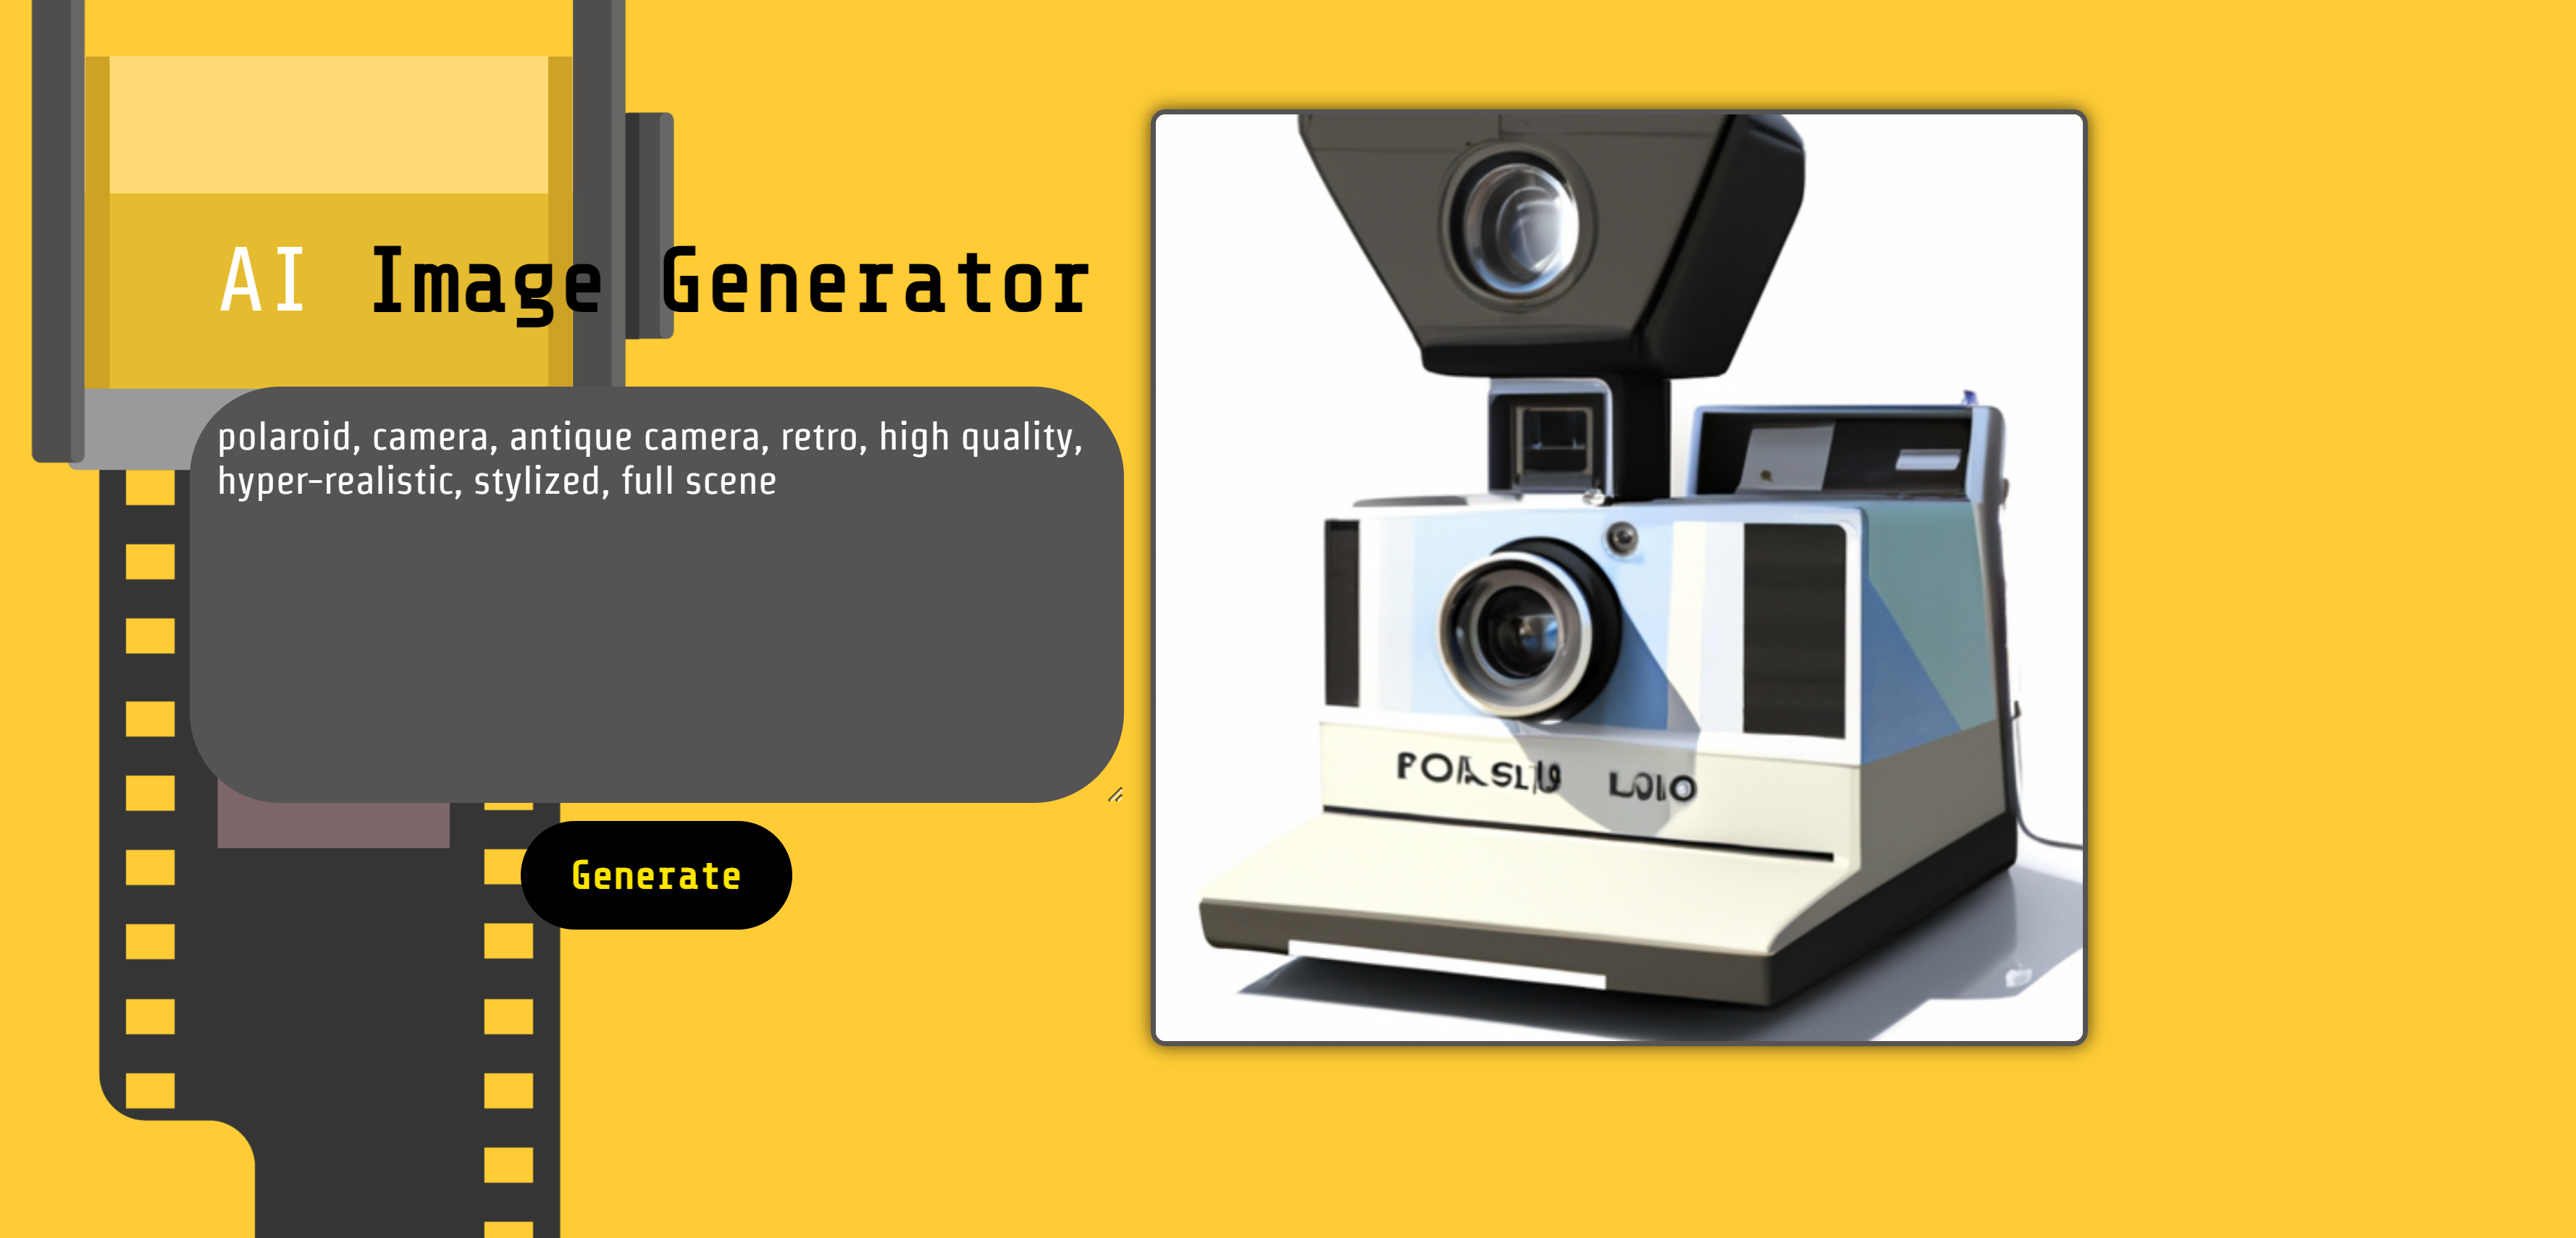 AI Image Generator
polaroid, camera, antique camera, retro, high quality,
hyper-realistic, stylized, full scene
Generate